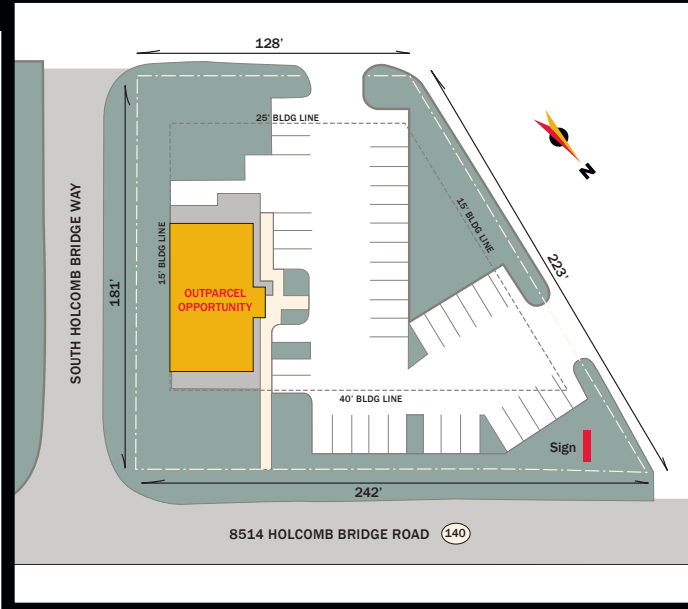 128'
25' BLDG LINE
N
SOUTH HOLCOMB BRIDGE WAY
181'
15' BLDG LINE
15' BLDG LINE
223'
OUTPARCEL
OPPORTUNITY
40' BLDG LINE
Sign
242'
8514 HOLCOMB BRIDGE ROAD 140